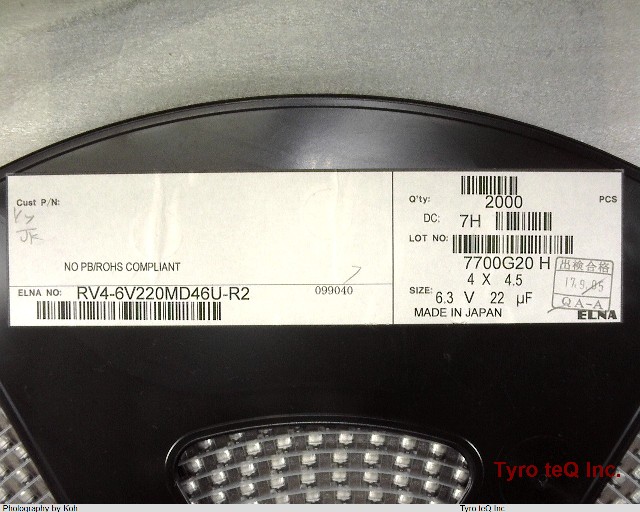 Cust P/N:
NO PB/ROHS COMPLIANT
ELNA NO: RV4-6V220MD46U-R2
099040
Q'ty: 2000 PCS
DC: 7H
LOT NO:
7700G20 H
4 X 4.5
SIZE: 6.3 V 22 µF
MADE IN JAPAN
出検合格
17.9.05
QA-A
ELNA
Tyro teQ Inc.
Photography by Koh
Tyro teQ Inc